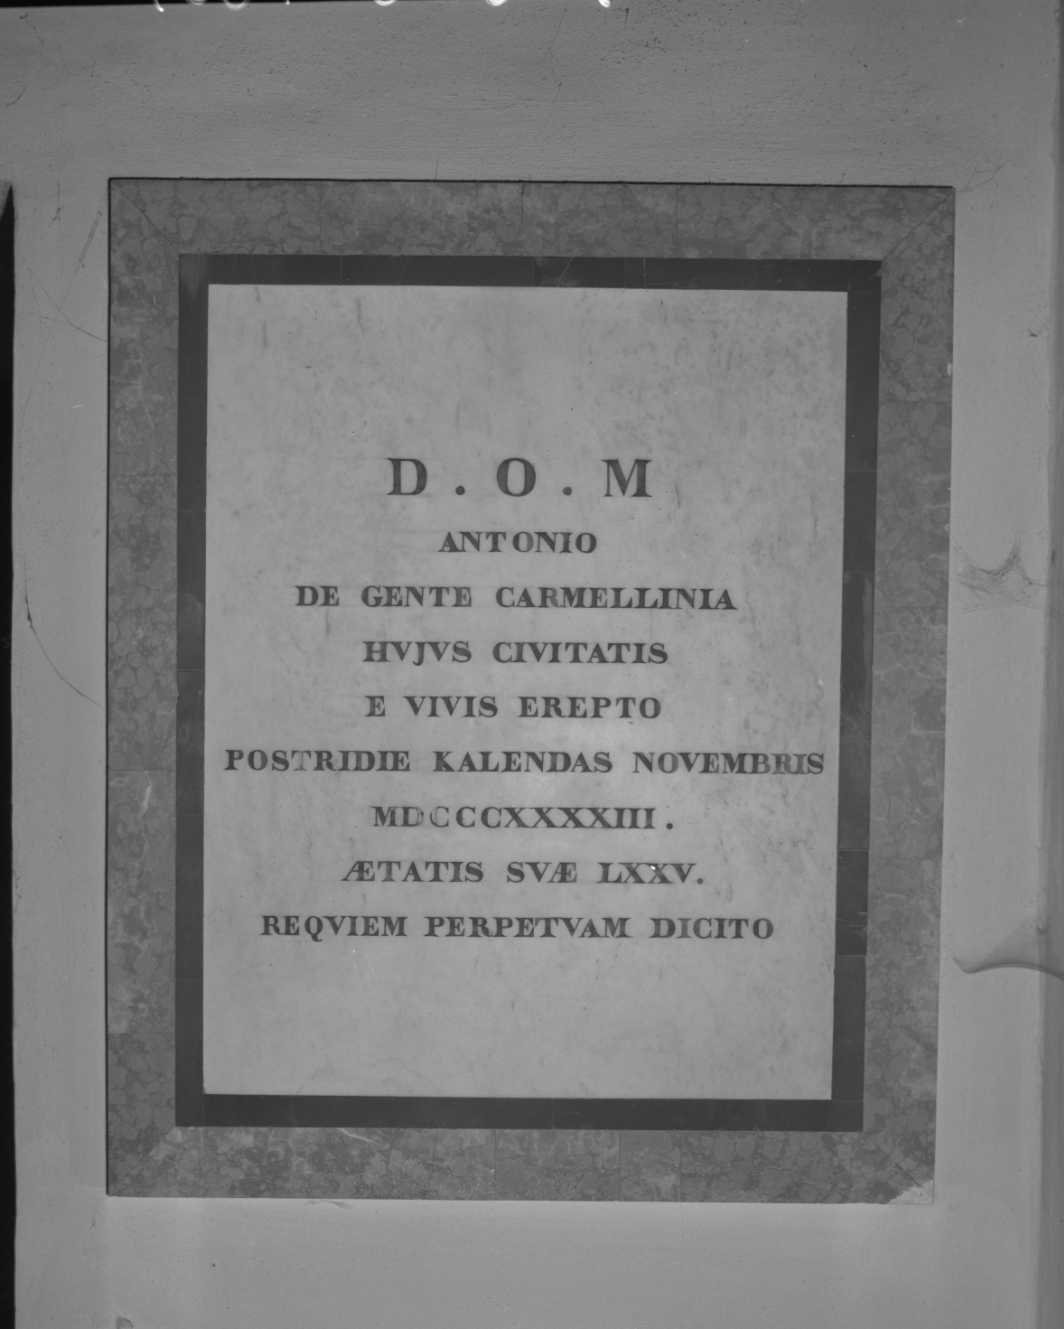 D . O . M
ANTONIO
DE GENTE CARMELLINIA
HVJVS CIVITATIS
E VIVIS EREPTO
POSTRIDIE KALENDAS NOVEMBRIS
MDCCCXXXXIII.
ÆTATIS SVÆ LXXV.
REQVIEM PERPETVAM DICITO